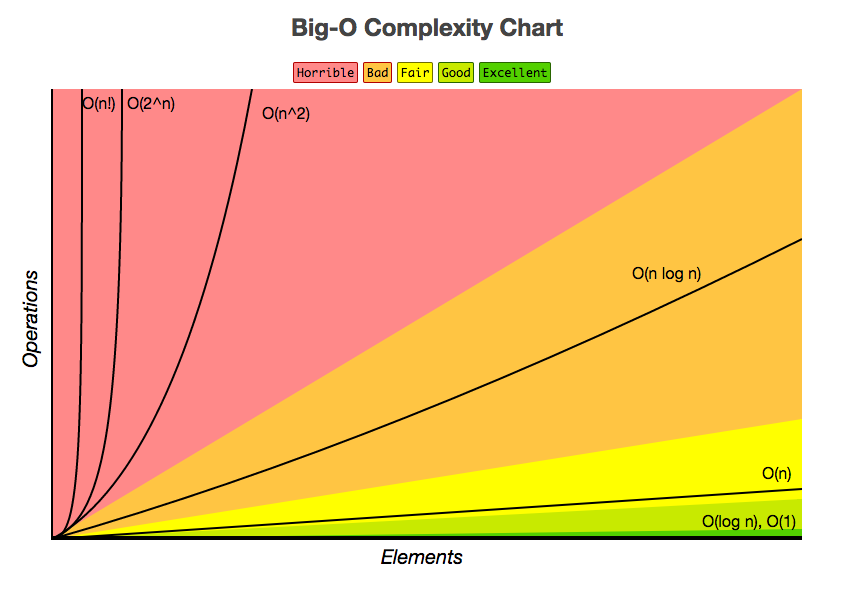 Big-O Complexity Chart
Horrible Bad Fair Good Excellent
O(n!) O(2^n)
O(n^2)
O(n log n)
O(n)
O(log n), O(1)
Operations
Elements